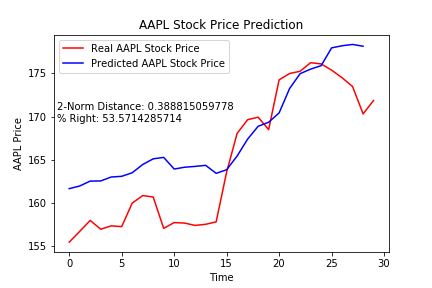 AAPL Stock Price Prediction
Real AAPL Stock Price
Predicted AAPL Stock Price
2-Norm Distance: 0.388815059778
% Right: 53.5714285714
AAPL Price
175
170
165
160
155
0 5 10 15 20 25 30
Time